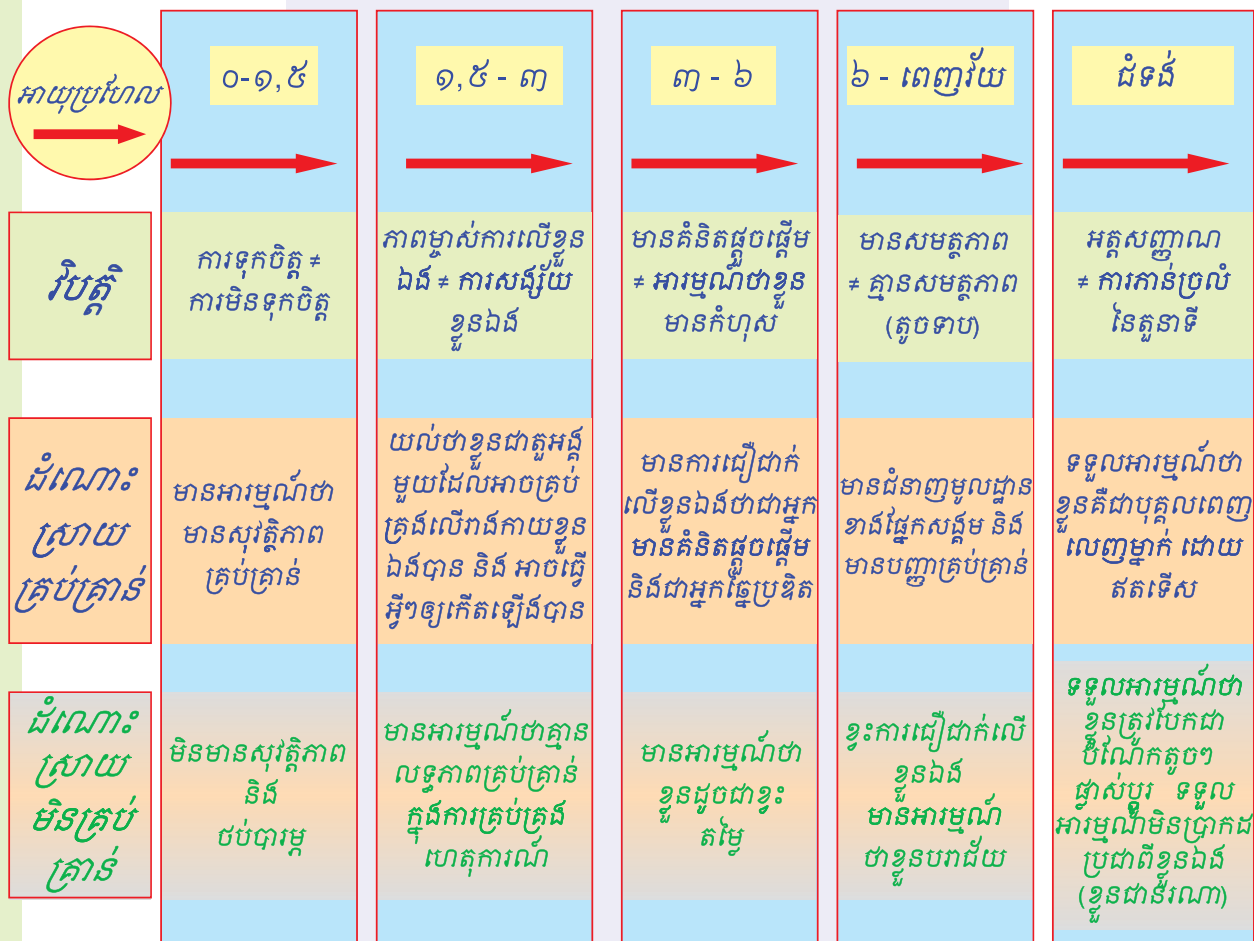 អាយុប្រហែល
០-១,៥
១,៥ - ៣
៣ - ៦
៦ - ពេញវ័យ
ជំទង់
វិបត្តិ
ការទុកចិត្ត ≠
ការមិនទុកចិត្ត
ភាពម្ចាស់ការលើខ្លួន
ឯង ≠ ការសង្ស័យ
ខ្លួនឯង
មានគំនិតផ្តួចផ្តើម
≠ អារម្មណ៍ថាខ្លួន
មានកំហុស
មានសមត្ថភាព
≠ គ្មានសមត្ថភាព
(តូចទាប)
អត្តសញ្ញាណ
≠ ការភាន់ច្រលំ
នៃតួនាទី
ដំណោះ
ស្រាយ
គ្រប់គ្រាន់
មានអារម្មណ៍ថា
មានសុវត្ថិភាព
គ្រប់គ្រាន់
យល់ថាខ្លួនជាតួអង្គ
មួយដែលអាចគ្រប់
គ្រងលើរាងកាយខ្លួន
ឯងបាន និង អាចធ្វើ
អ្វីៗឲ្យកើតឡើងបាន
មានការជឿជាក់
លើខ្លួនឯងថាជាអ្នក
មានគំនិតផ្តួចផ្តើម
និងជាអ្នកឆ្នៃប្រឌិត
មានជំនាញមូលដ្ឋាន
ខាងផ្នែកសង្គម និង
មានបញ្ញាគ្រប់គ្រាន់
ទទួលអារម្មណ៍ថា
ខ្លួនគឺជាបុគ្គលពេញ
លេញម្នាក់ ដោយ
ឥតទើស
ដំណោះ
ស្រាយ
មិនគ្រប់
គ្រាន់
មិនមានសុវត្តិភាព
និង
ថប់បារម្ភ
មានអារម្មណ៍ថាគ្មាន
លទ្ធភាពគ្រប់គ្រាន់
ក្នុងការគ្រប់គ្រង
ហេតុការណ៍
មានអារម្មណ៍ថា
ខ្លួនដូចជាខ្វះ
តម្លៃ
ខ្វះការជឿជាក់លើ
ខ្លួនឯង
មានអារម្មណ៍
ថាខ្លួនបរាជ័យ
ទទួលអារម្មណ៍ថា
ខ្លួនត្រូវបែកជា
បំណែកតូចៗ
ផ្លាស់ប្តូរ ទទួល
អារម្មណ៍មិនប្រាកដ
ប្រជាពីខ្លួនឯង
(ខ្លួនជានរណា)